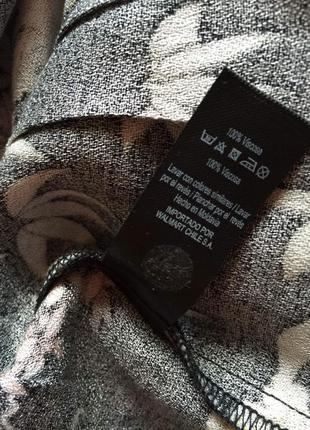 100% Viscosa
100% Viscosa
Lavar con colores similares / Lavar
por el revés / Planchar por el revés
Hecho en Moldavia
IMPORTADO POR:
WALMART CHILE S.A.